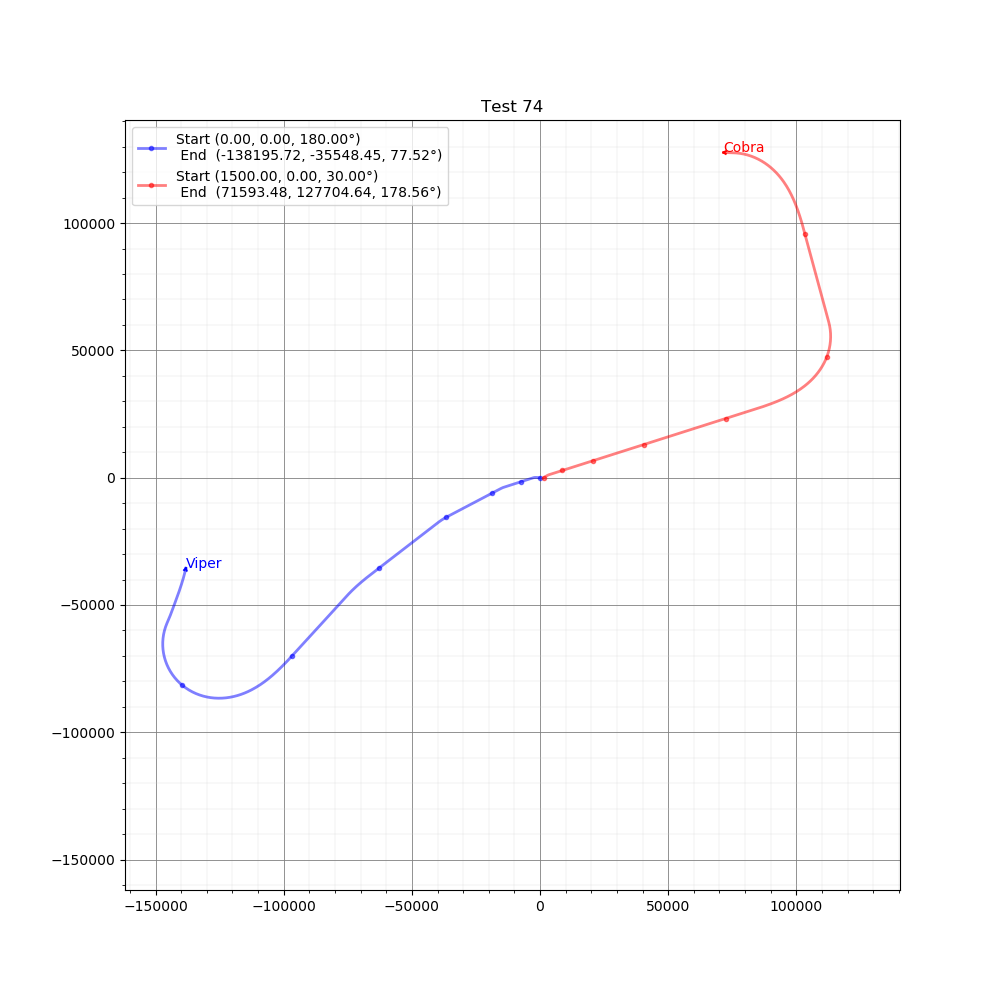 Test 74
Start (0.00, 0.00, 180.00°)
End (-138195.72, -35548.45, 77.52°)
Start (1500.00, 0.00, 30.00°)
End (71593.48, 127704.64, 178.56°)
Cobra
Viper
100000
50000
0
−50000
−100000
−150000
−150000 −100000 −50000 0 50000 100000